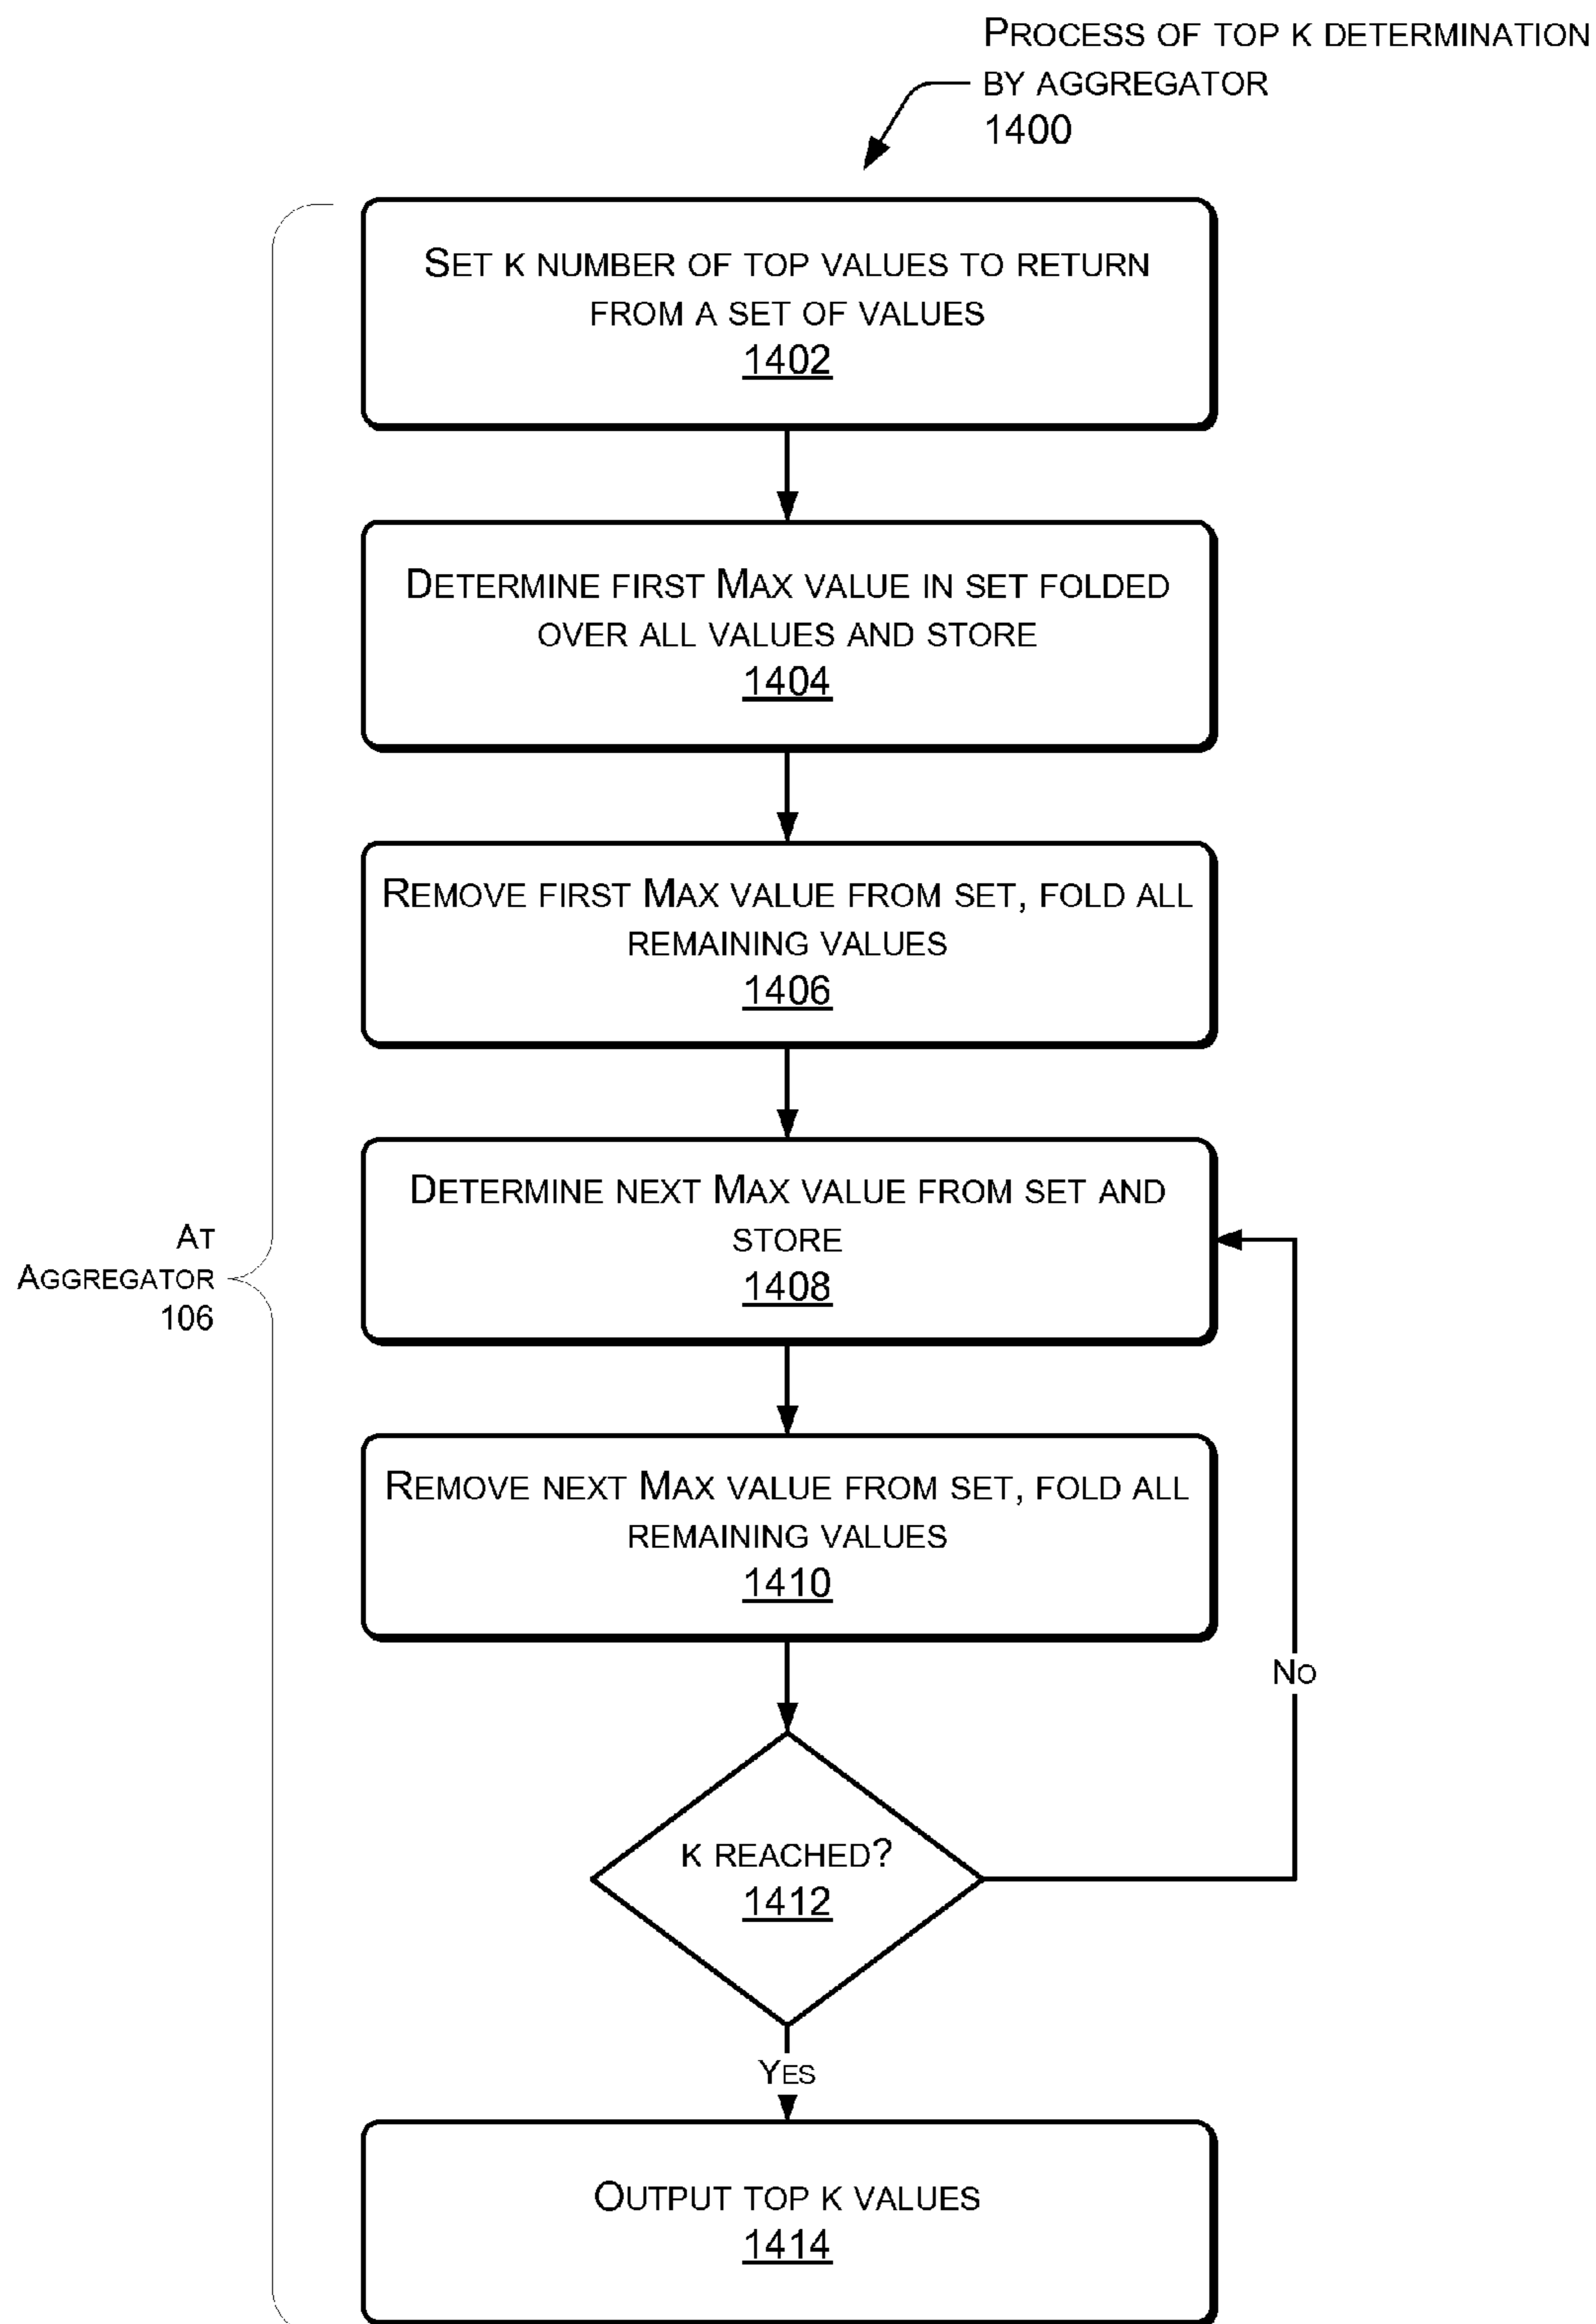 Process of top k determination
by aggregator
1400
Set k number of top values to return
from a set of values
1402
Determine first Max value in set folded
over all values and store
1404
Remove first Max value from set, fold all
remaining values
1406
Determine next Max value from set and
store
1408
At
Aggregator
106
Remove next Max value from set, fold all
remaining values
1410
No
k reached?
1412
Yes
Output top k values
1414